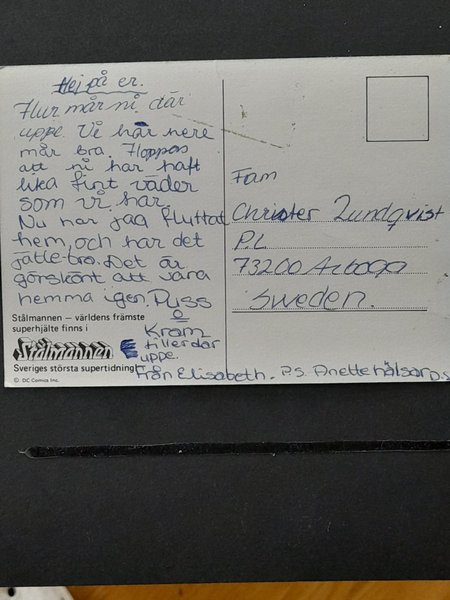 Hej på er.
Hur mår ni där
uppe. Vi här nere
mår bra. Hoppas
att ni har haft
lika fint väder
som vi har.
Nu har jag fluttat
hem, och har det
jätte-bra. Det är
görskönt att vara
hemma igen. Puss
o
Kram
till er där
uppe.
Från Elisabeth. P.S. Anette hälsar D.S
Stålmannen – världens främste
superhjälte finns i
Stålmannen
Sveriges största supertidning!
© DC Comics Inc.
Fam
Christer Lundqvist
P.L
73200 Arboga
Sweden.